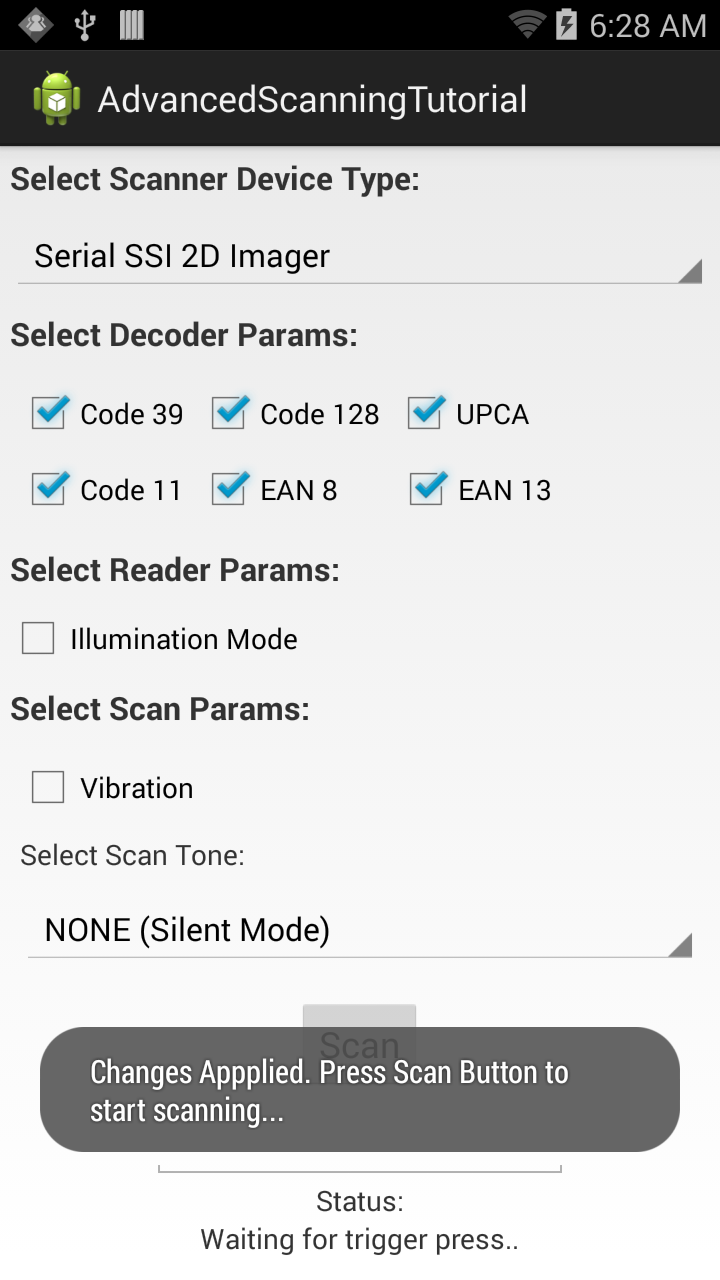 6:28 AM
AdvancedScanningTutorial
Select Scanner Device Type:
Serial SSI 2D Imager
Select Decoder Params:
Code 39 Code 128 UPCA
Code 11 EAN 8 EAN 13
Select Reader Params:
Illumination Mode
Select Scan Params:
Vibration
Select Scan Tone:
NONE (Silent Mode)
Scan
Changes Appplied. Press Scan Button to
start scanning...
Status:
Waiting for trigger press..